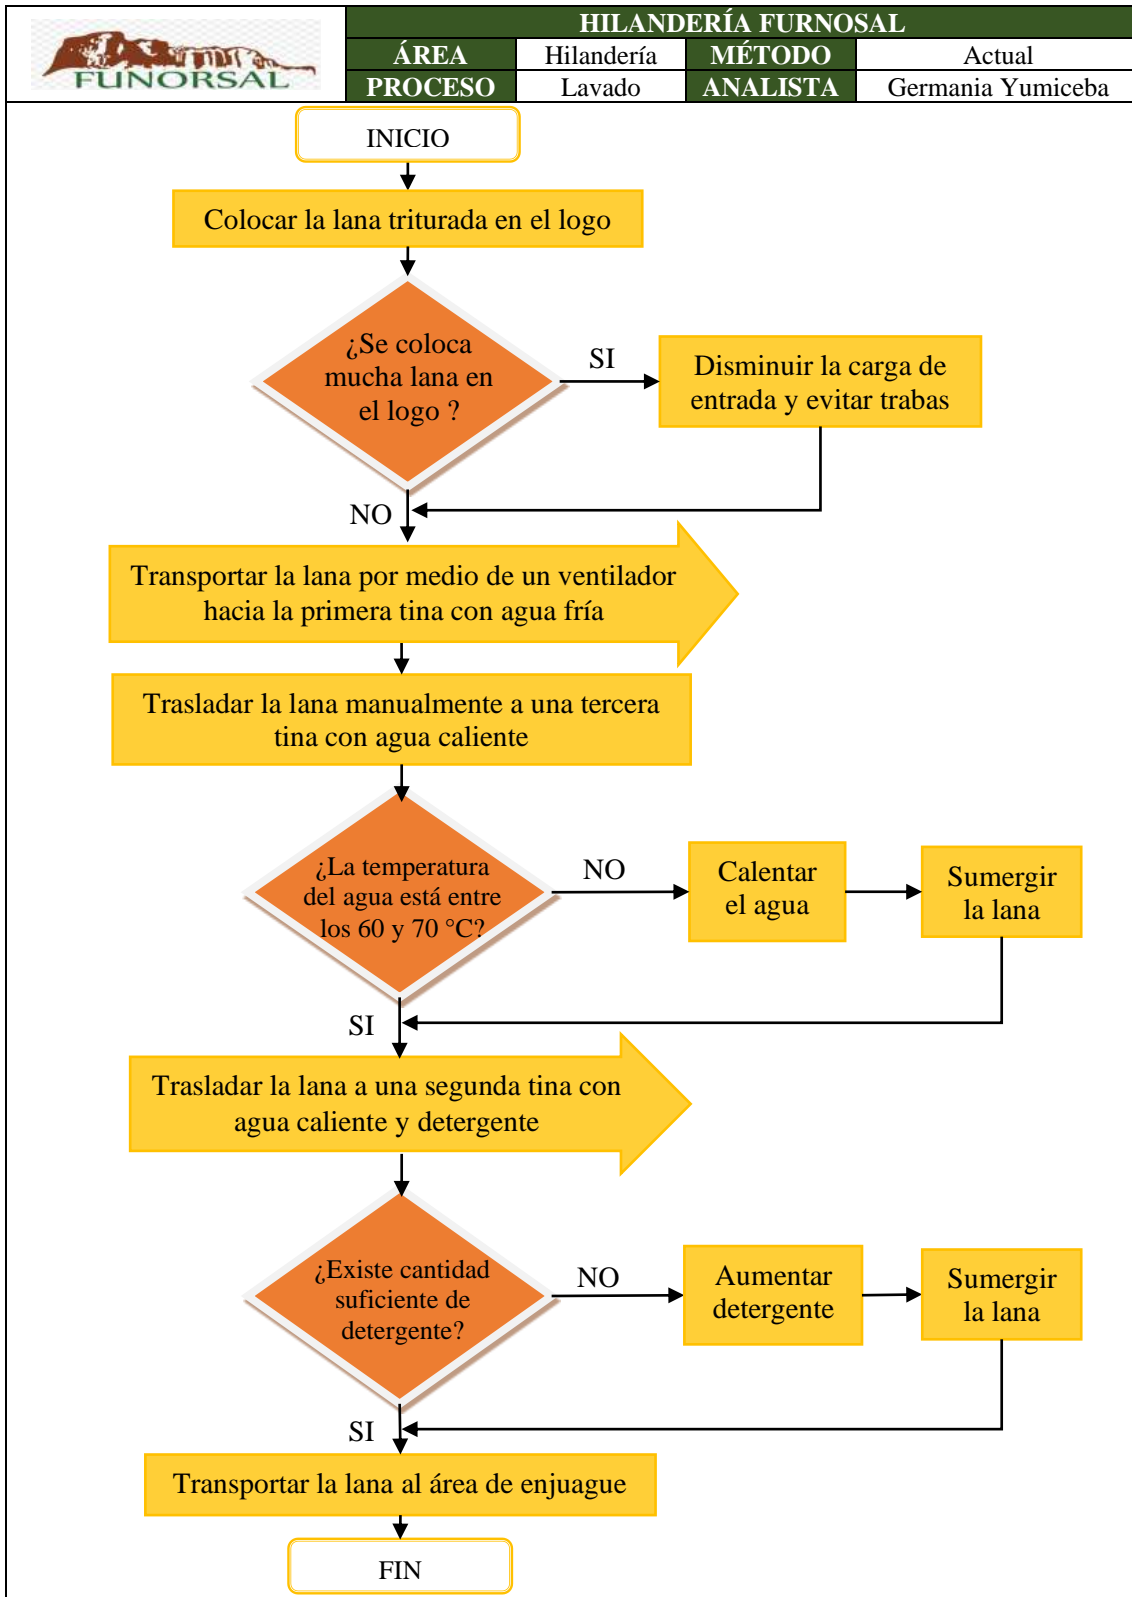 FUNORSAL
HILANDERÍA FURNOSAL
ÁREA Hilandería MÉTODO Actual
PROCESO Lavado ANALISTA Germania Yumiceba
INICIO
Colocar la lana triturada en el logo
¿Se coloca
mucha lana en
el logo ?
SI
Disminuir la carga de
entrada y evitar trabas
NO
Transportar la lana por medio de un ventilador
hacia la primera tina con agua fría
Trasladar la lana manualmente a una tercera
tina con agua caliente
¿La temperatura
del agua está entre
los 60 y 70 °C?
NO
Calentar
el agua
Sumergir
la lana
SI
Trasladar la lana a una segunda tina con
agua caliente y detergente
¿Existe cantidad
suficiente de
detergente?
NO
Aumentar
detergente
Sumergir
la lana
SI
Transportar la lana al área de enjuague
FIN